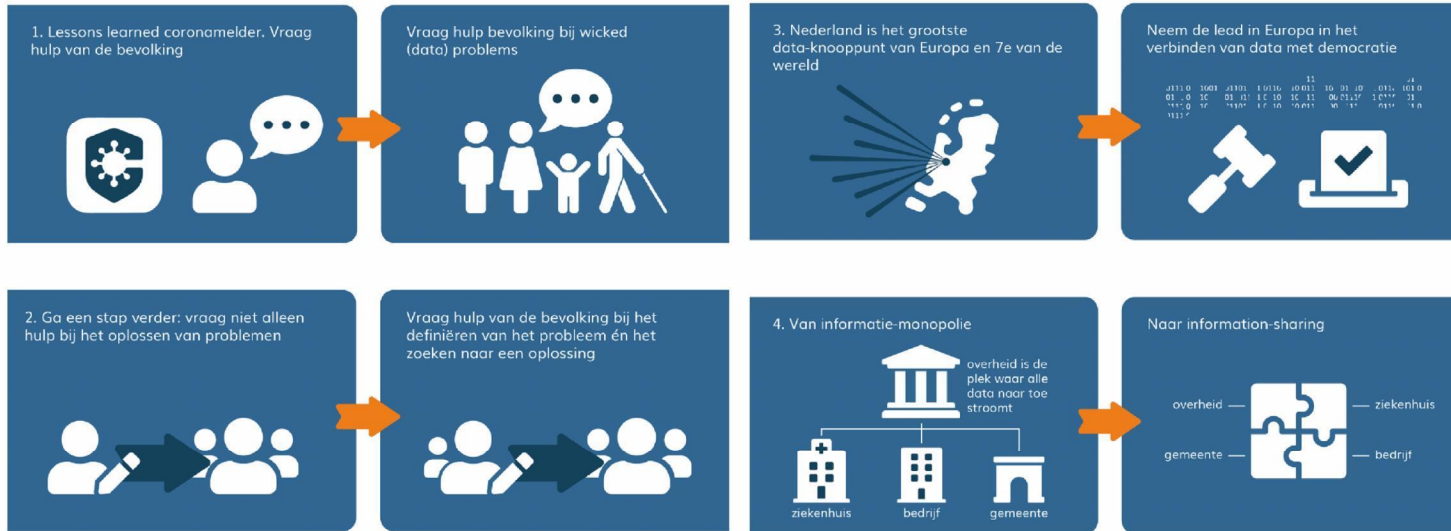 1. Lessons learned coronamelder. Vraag
hulp van de bevolking
Vraag hulp bevolking bij wicked
(data) problems
2. Ga een stap verder: vraag niet alleen
hulp bij het oplossen van problemen
Vraag hulp van de bevolking bij het
definiëren van het probleem én het
zoeken naar een oplossing
3. Nederland is het grootste
data-knooppunt van Europa en 7e van de
wereld
Neem de lead in Europa in het
verbinden van data met democratie
4. Van informatie-monopolie
overheid is de
plek waar alle
data naar toe
stroomt
ziekenhuis
bedrijf
gemeente
Naar information-sharing
overheid
ziekenhuis
gemeente
bedrijf